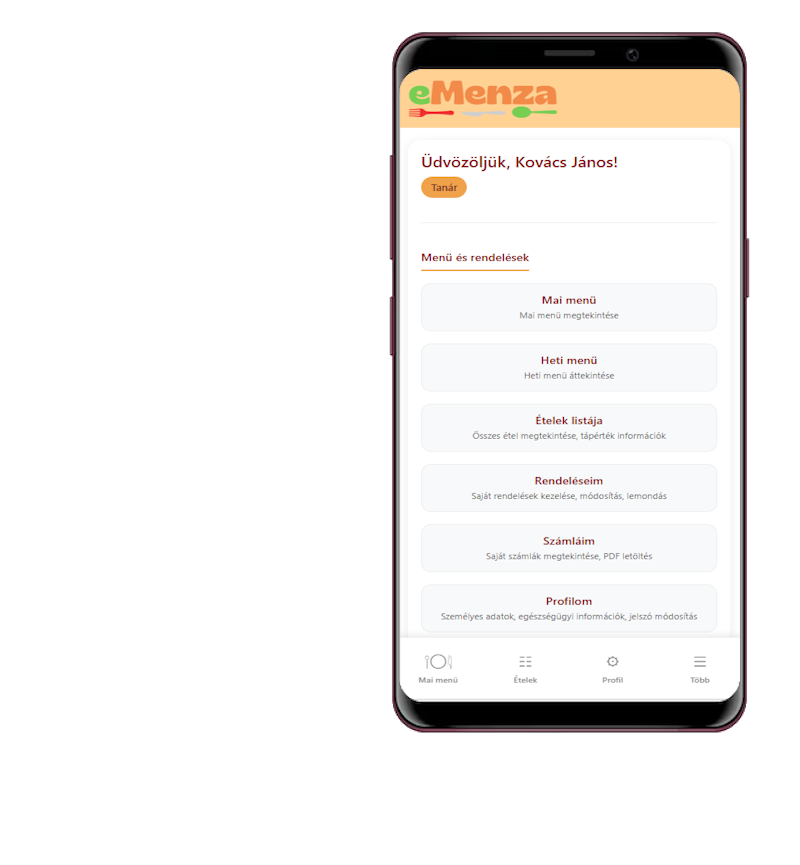 eMenza
Üdvözöljük, Kovács János!
Tanár
Menü és rendelések
Mai menü
Mai menü megtekintése
Heti menü
Heti menü áttekintése
Ételek listája
Összes étel megtekintése, tápérték információk
Rendeléseim
Saját rendelések kezelése, módosítás, lemondás
Számláim
Saját számlák megtekintése, PDF letöltés
Profilom
Személyes adatok, egészségügyi információk, jelszó módosítás
Mai menü
Ételek
Profil
Több